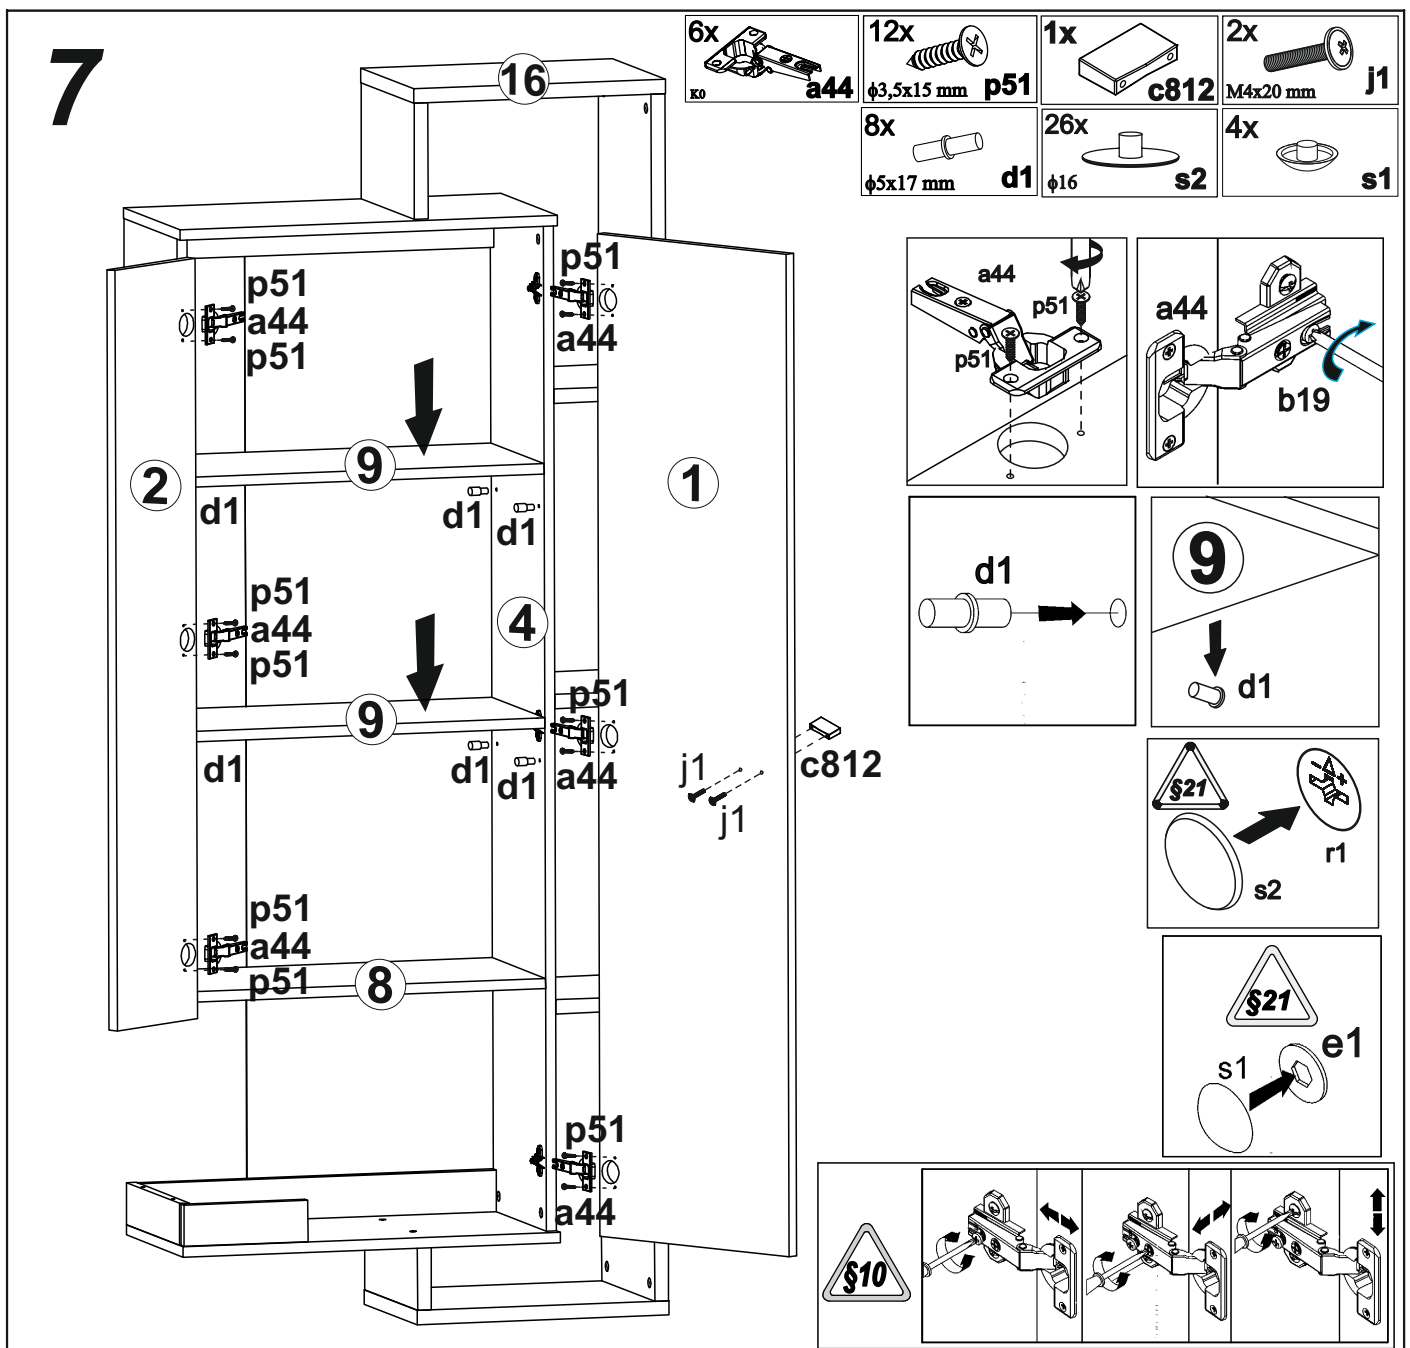 7
6x
K0
a44
12x
ϕ3,5x15 mm
p51
1x
c812
2x
M4x20 mm
j1
8x
ϕ5x17 mm
d1
26x
ϕ16
s2
4x
s1
16
p51
a44
p51
p51
a44
2
9
1
d1
d1
d1
p51
a44
p51
4
9
p51
a44
d1
d1
d1
j1
j1
c812
p51
a44
p51
8
p51
a44
a44
p51
p51
a44
b19
d1
9
d1
§21
- +
r1
s2
§21
e1
s1
§10